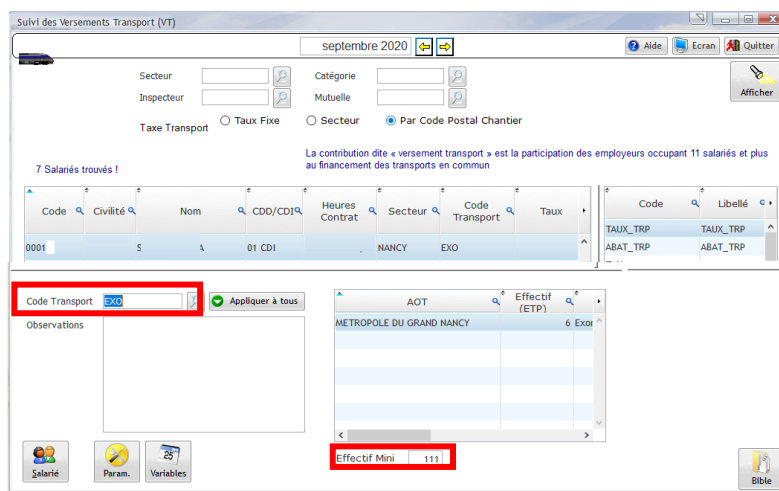 Suivi des Versements Transport (VT)
septembre 2020
Aide
Ecran
Quitter
Secteur
Catégorie
Inspecteur
Mutuelle
Afficher
Taxe Transport
Taux Fixe
Secteur
Par Code Postal Chantier
La contribution dite « versement transport » est la participation des employeurs occupant 11 salariés et plus
au financement des transports en commun
7 Salariés trouvés !
Code Civilité Nom CDD/CDI Heures Contrat Secteur Code Transport Taux
Code Libellé
TAUX_TRP TAUX_TRP
0001 S 01 CDI NANCY EXO
ABAT_TRP ABAT_TRP
Code Transport EXO Appliquer à tous
AOT Effectif (ETP)
Observations
METROPOLE DU GRAND NANCY 6
Effectif Mini 111
Salarié
Param.
25
Variables
Bible